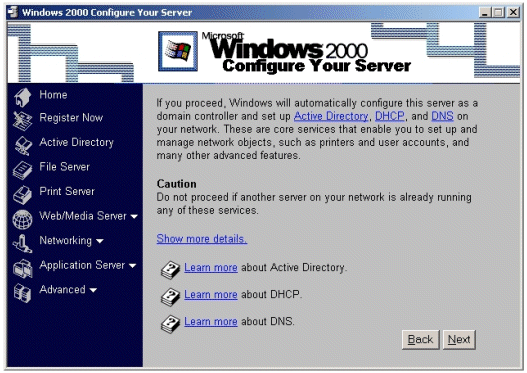 Windows 2000 Configure Your Server
Microsoft
Windows 2000
Configure Your Server
Home
Register Now
Active Directory
File Server
Print Server
Web/Media Server
Networking
Application Server
Advanced
If you proceed, Windows will automatically configure this server as a
domain controller and set up Active Directory, DHCP, and DNS on
your network. These are core services that enable you to set up and
manage network objects, such as printers and user accounts, and
many other advanced features.
Caution
Do not proceed if another server on your network is already running
any of these services.
Show more details.
Learn more about Active Directory.
Learn more about DHCP.
Learn more about DNS.
Back Next